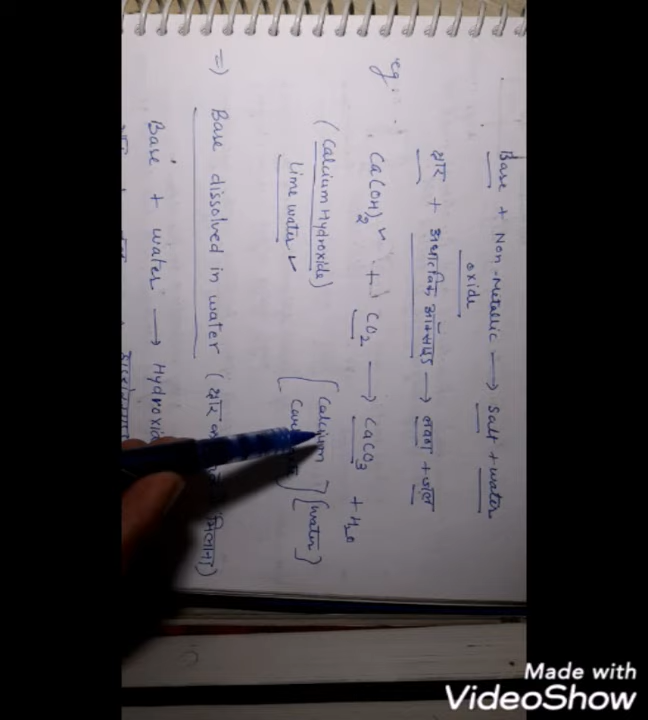 Base + Non-Metallic → Salt + water
oxide
क्षार + अधात्विक ऑक्साइड → लवण + जल
eg :-
Ca(OH)₂ + CO₂ → CaCO₃ + H₂O
(Calcium Hydroxide) [Calcium [water]
Lime water
=) Base dissolved in water (क्षार मिलाना)
Base + water →
Made with
VideoShow